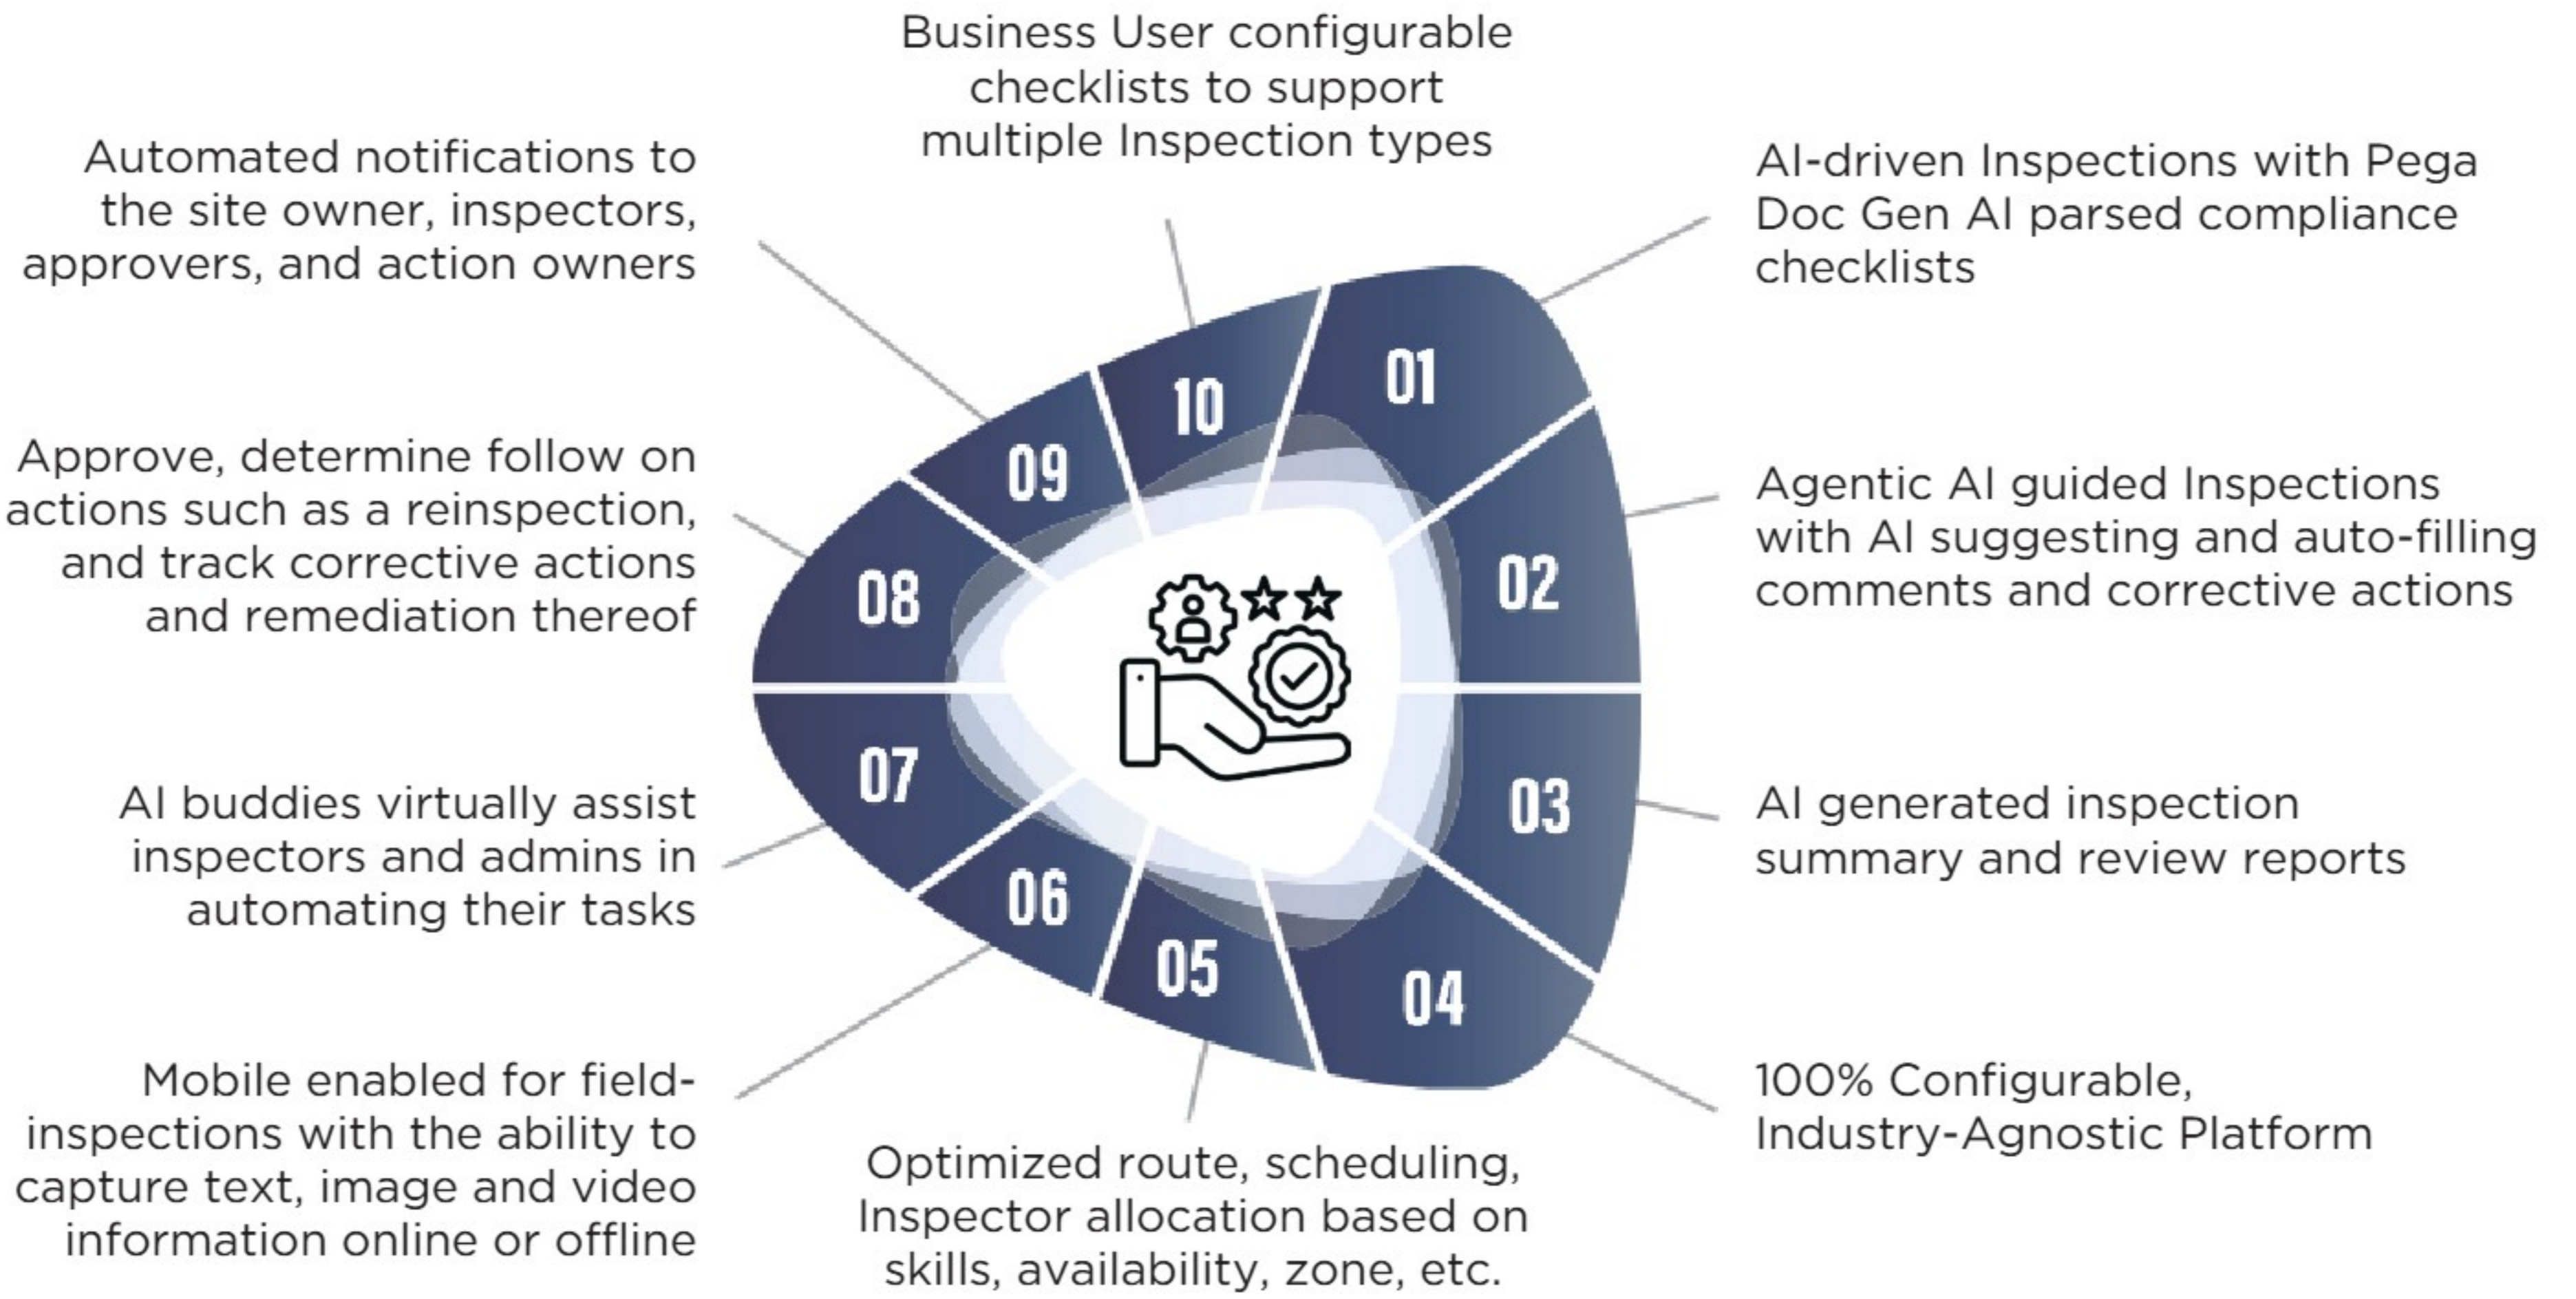 Business User configurable
checklists to support
multiple Inspection types
AI-driven Inspections with Pega
Doc Gen AI parsed compliance
checklists
Agentic AI guided Inspections
with AI suggesting and auto-filling
comments and corrective actions
AI generated inspection
summary and review reports
100% Configurable,
Industry-Agnostic Platform
Optimized route, scheduling,
Inspector allocation based on
skills, availability, zone, etc.
Mobile enabled for field-
inspections with the ability to
capture text, image and video
information online or offline
AI buddies virtually assist
inspectors and admins in
automating their tasks
Approve, determine follow on
actions such as a reinspection,
and track corrective actions
and remediation thereof
Automated notifications to
the site owner, inspectors,
approvers, and action owners
01
02
03
04
05
06
07
08
09
10